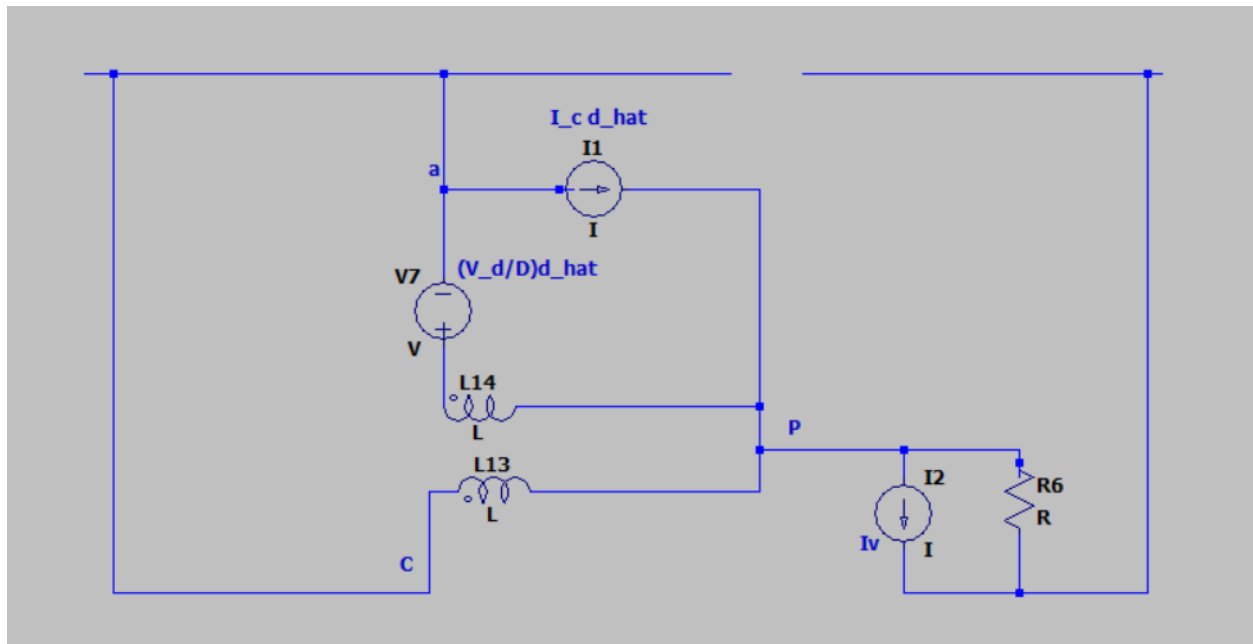 I_c d_hat
I1
a
I
V7
(V_d/D)d_hat
V
L14
L
P
L13
L
I2
R6
R
Iv
I
C